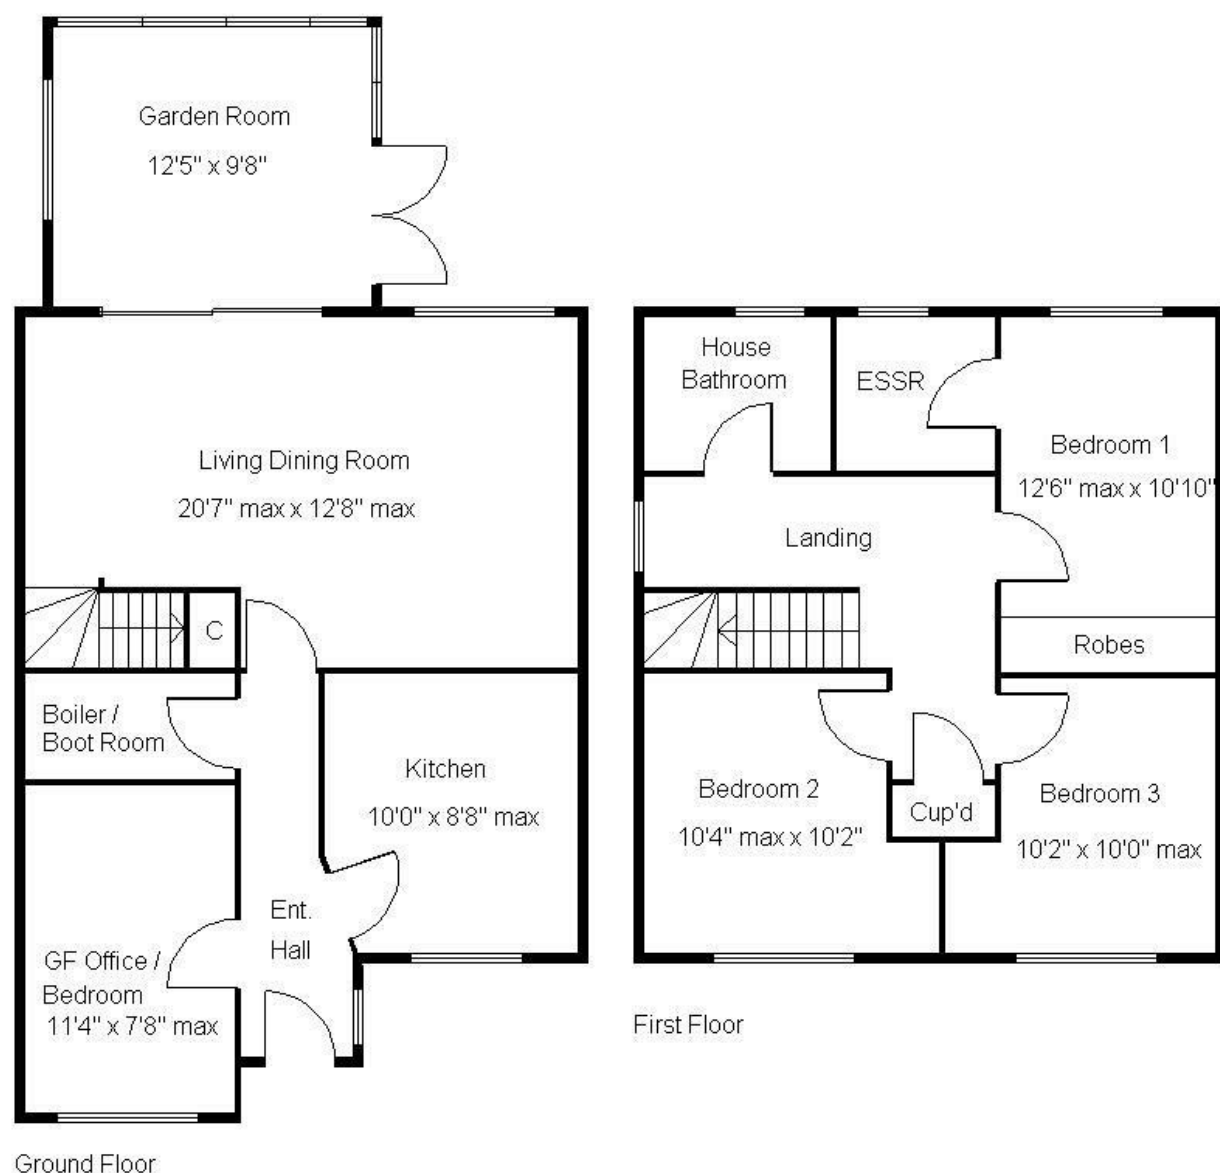 Garden Room
12'5" x 9'8"
Living Dining Room
20'7" max x 12'8" max
C
Boiler /
Boot Room
Kitchen
10'0" x 8'8" max
Ent.
Hall
GF Office /
Bedroom
11'4" x 7'8" max
Ground Floor
House
Bathroom
ESSR
Bedroom 1
12'6" max x 10'10"
Landing
Robes
Bedroom 2
10'4" max x 10'2"
Cup'd
Bedroom 3
10'2" x 10'0" max
First Floor